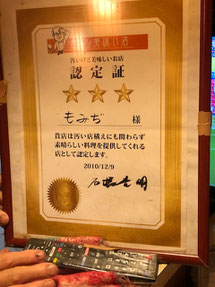 汚いけど美味しいお店
認定証
もみぢ 様
貴店は汚い店構えにも関わらず
素晴らしい料理を提供してくれる
店として認定します。
2010/12/9
石橋貴明